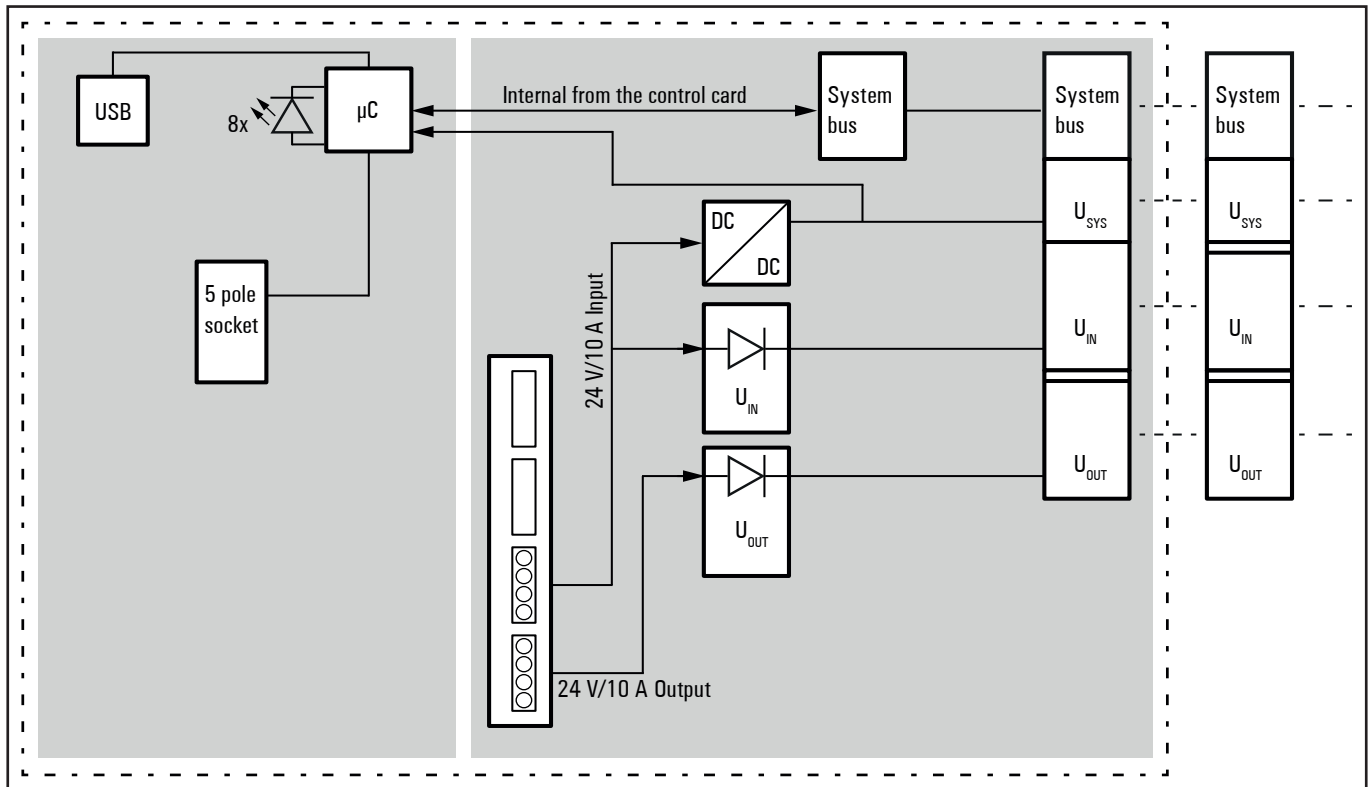 USB
8x
µC
Internal from the control card
System
bus
System
bus
System
bus
DC
DC
U_SYS
U_SYS
5 pole
socket
24 V/10 A Input
U_IN
U_IN
U_IN
U_OUT
U_OUT
U_OUT
24 V/10 A Output